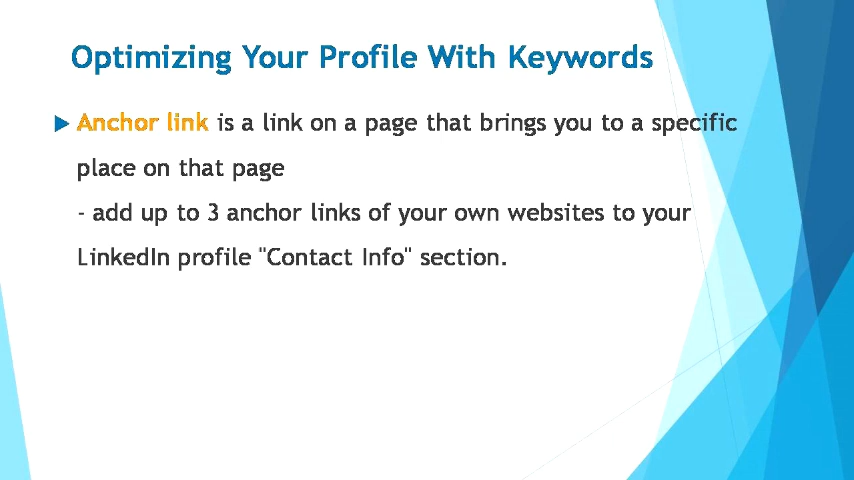 Optimizing Your Profile With Keywords
Anchor link is a link on a page that brings you to a specific
place on that page
- add up to 3 anchor links of your own websites to your
LinkedIn profile "Contact Info" section.